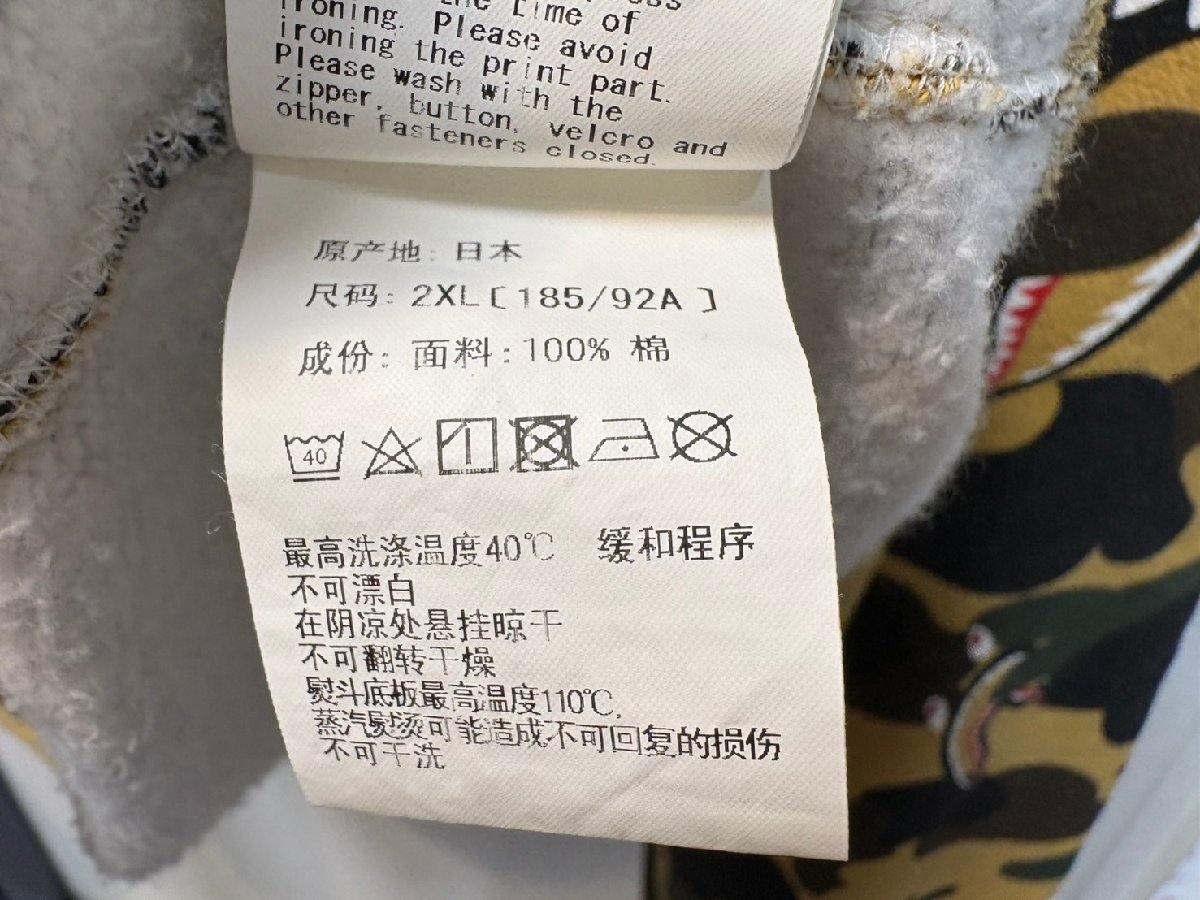 the time of
ironing. Please avoid
ironing the print part.
Please wash with the
zipper, button, velcro and
other fasteners closed.
原产地: 日本
尺码: 2XL[185/92A]
成份: 面料:100% 棉
40
最高洗涤温度40℃ 缓和程序
不可漂白
在阴凉处悬挂晾干
不可翻转干燥
熨斗底板最高温度110℃,
蒸汽熨烫可能造成不可回复的损伤
不可干洗